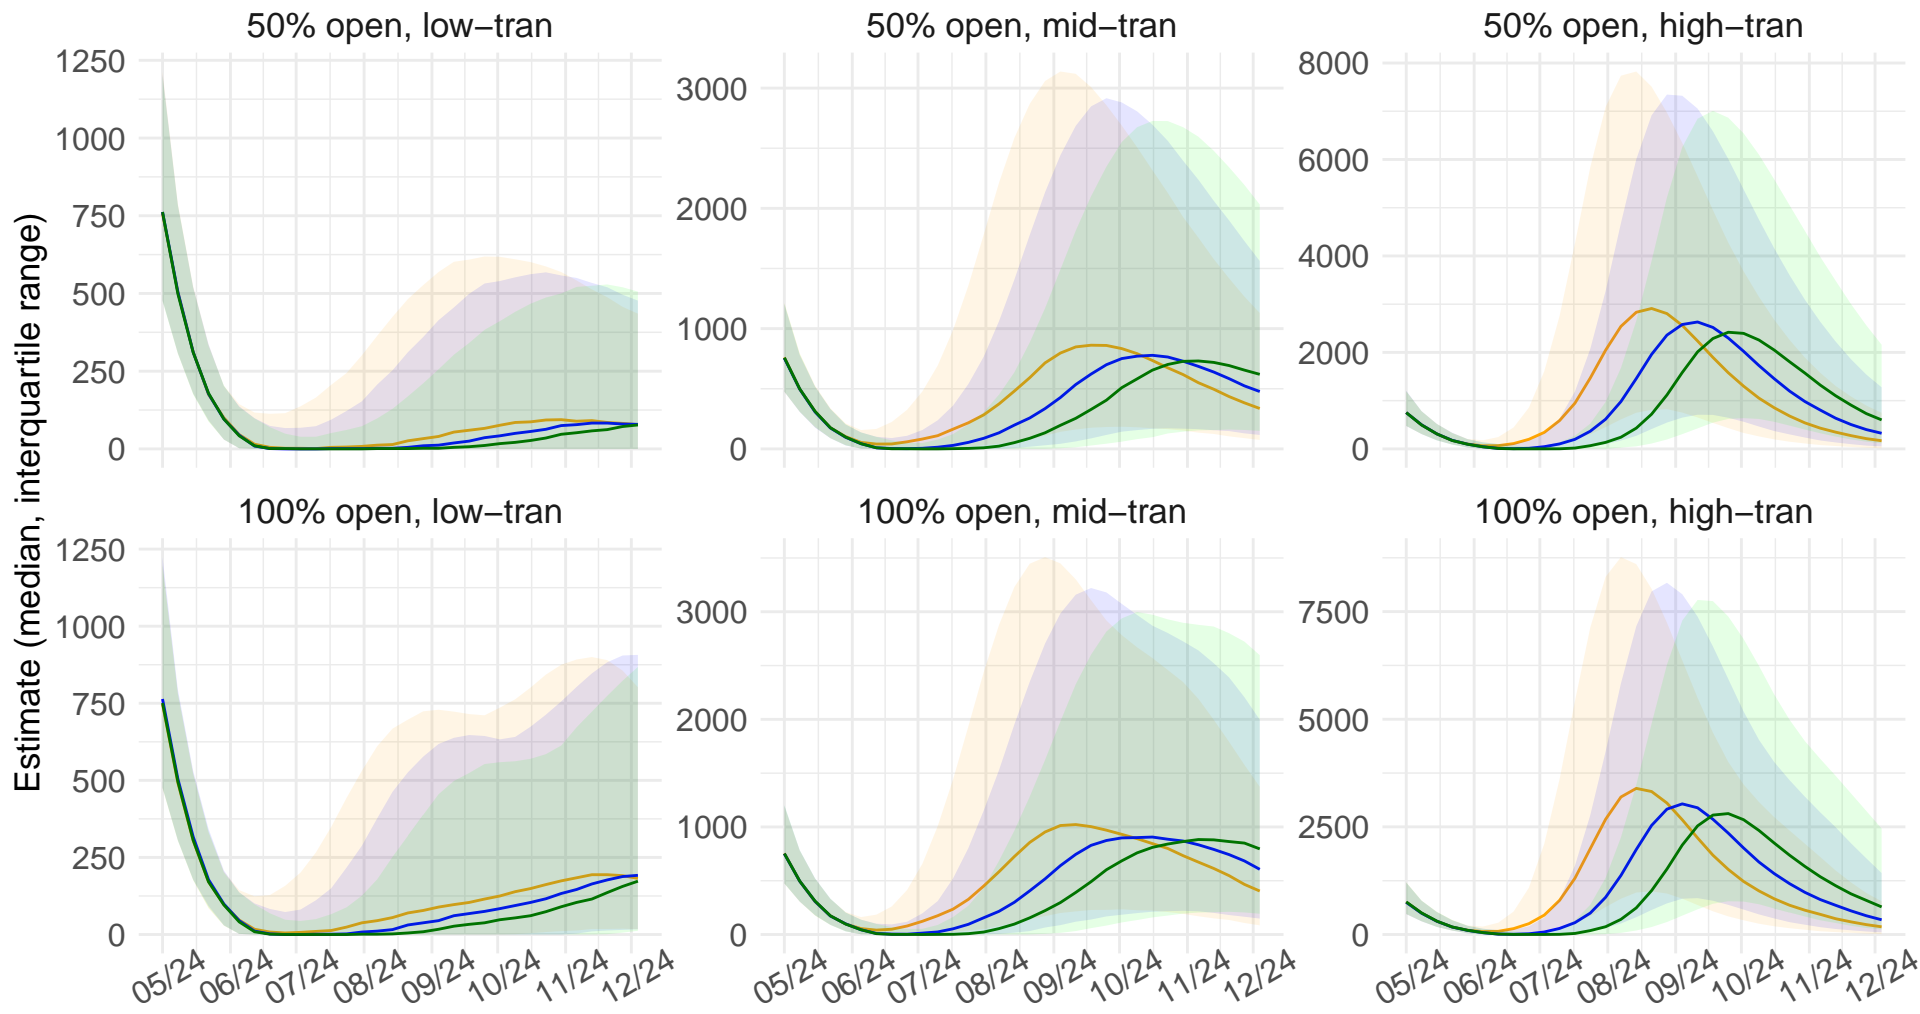 50% open, low−tran
50% open, mid−tran
50% open, high−tran
1250
1000
750
500
250
0
3000
2000
1000
0
8000
6000
4000
2000
0
Estimate (median, interquartile range)
100% open, low−tran
100% open, mid−tran
100% open, high−tran
1250
1000
750
500
250
0
3000
2000
1000
0
7500
5000
2500
0
05/24 06/24 07/24 08/24 09/24 10/24 11/24 12/24
05/24 06/24 07/24 08/24 09/24 10/24 11/24 12/24
05/24 06/24 07/24 08/24 09/24 10/24 11/24 12/24